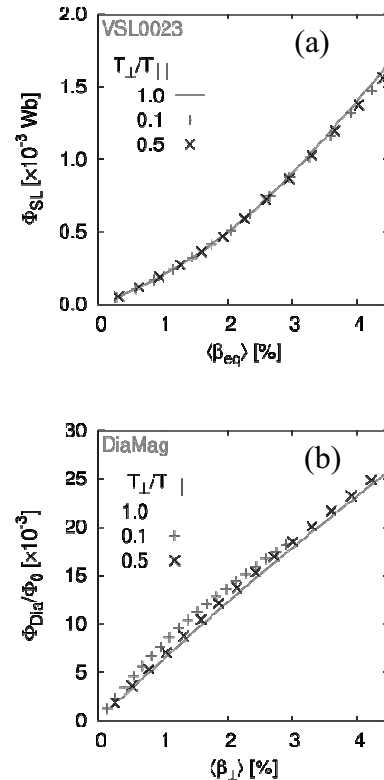 VSL0023
(a)
T⊥/T||
1.0
0.1
0.5
Φ_SL [×10⁻³ Wb]
2.0
1.5
1.0
0.5
0.0
0 1 2 3 4
⟨β_eq⟩ [%]
DiaMag
(b)
T⊥/T|
1.0
0.1
0.5
Φ_Dia/Φ_0 [×10⁻³]
30
25
20
15
10
5
0
0 1 2 3 4
⟨β⊥⟩ [%]